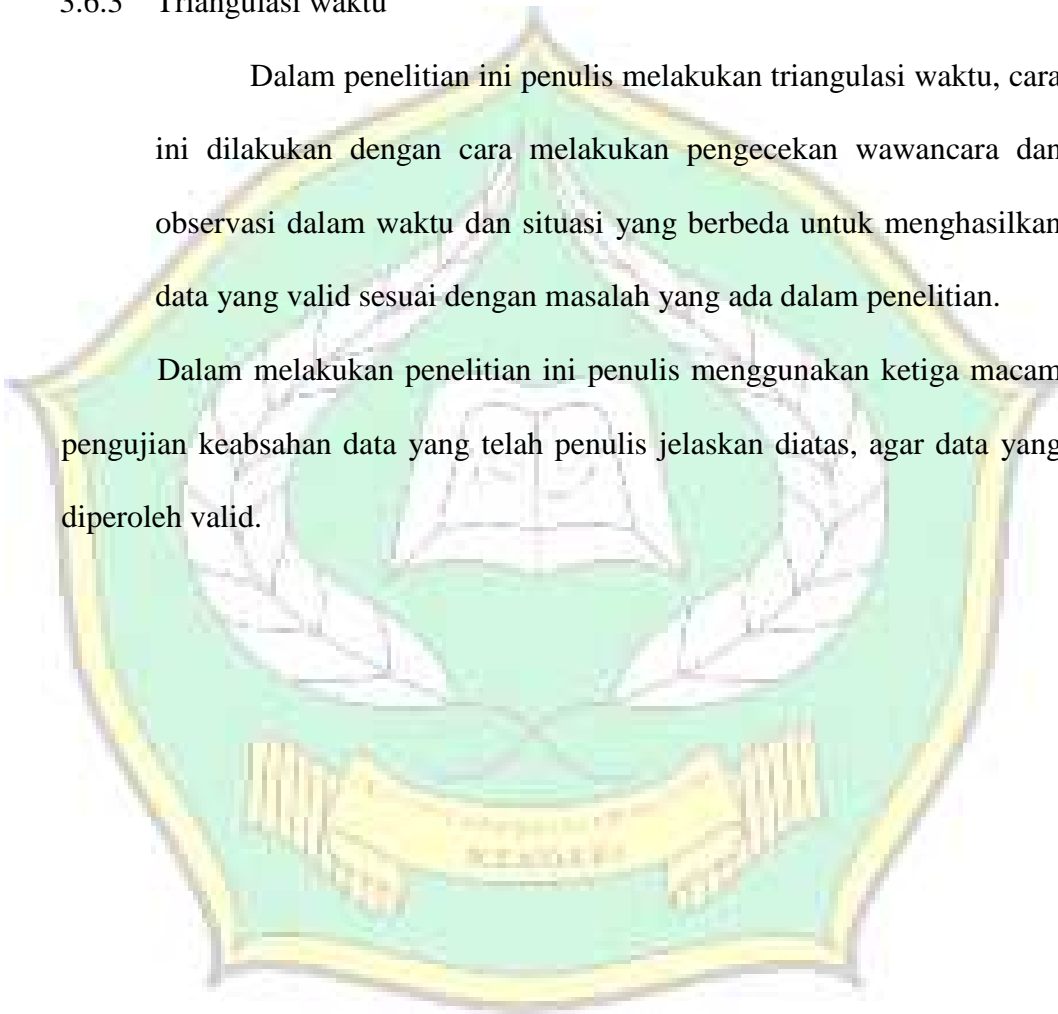 3.6.3 Triangulasi waktu
Dalam penelitian ini penulis melakukan triangulasi waktu, cara
ini dilakukan dengan cara melakukan pengecekan wawancara dan
observasi dalam waktu dan situasi yang berbeda untuk menghasilkan
data yang valid sesuai dengan masalah yang ada dalam penelitian.
Dalam melakukan penelitian ini penulis menggunakan ketiga macam
pengujian keabsahan data yang telah penulis jelaskan diatas, agar data yang
diperoleh valid.
KENDARI